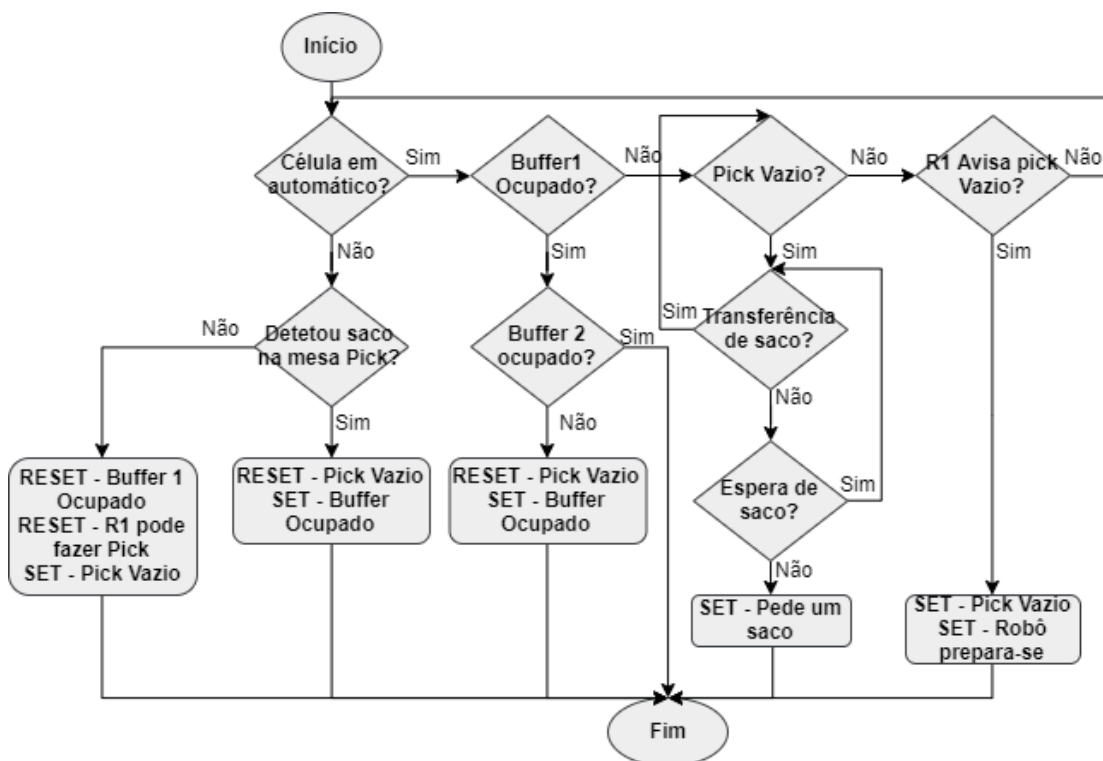 Início
Célula em
automático?
Sim
Buffer1
Ocupado?
Não
Pick Vazio?
Não
R1 Avisa pick
Vazio?
Não
Não
Sim
Sim
Sim
Não
Detetou saco
na mesa Pick?
Buffer 2
ocupado?
Sim
Sim
Transferência
de saco?
Sim
Não
Não
RESET - Buffer 1
Ocupado
RESET - R1 pode
fazer Pick
SET - Pick Vazio
RESET - Pick Vazio
SET - Buffer
Ocupado
RESET - Pick Vazio
SET - Buffer
Ocupado
Espera de
saco?
Sim
Não
SET - Pede um
saco
SET - Pick Vazio
SET - Robô
prepara-se
Fim